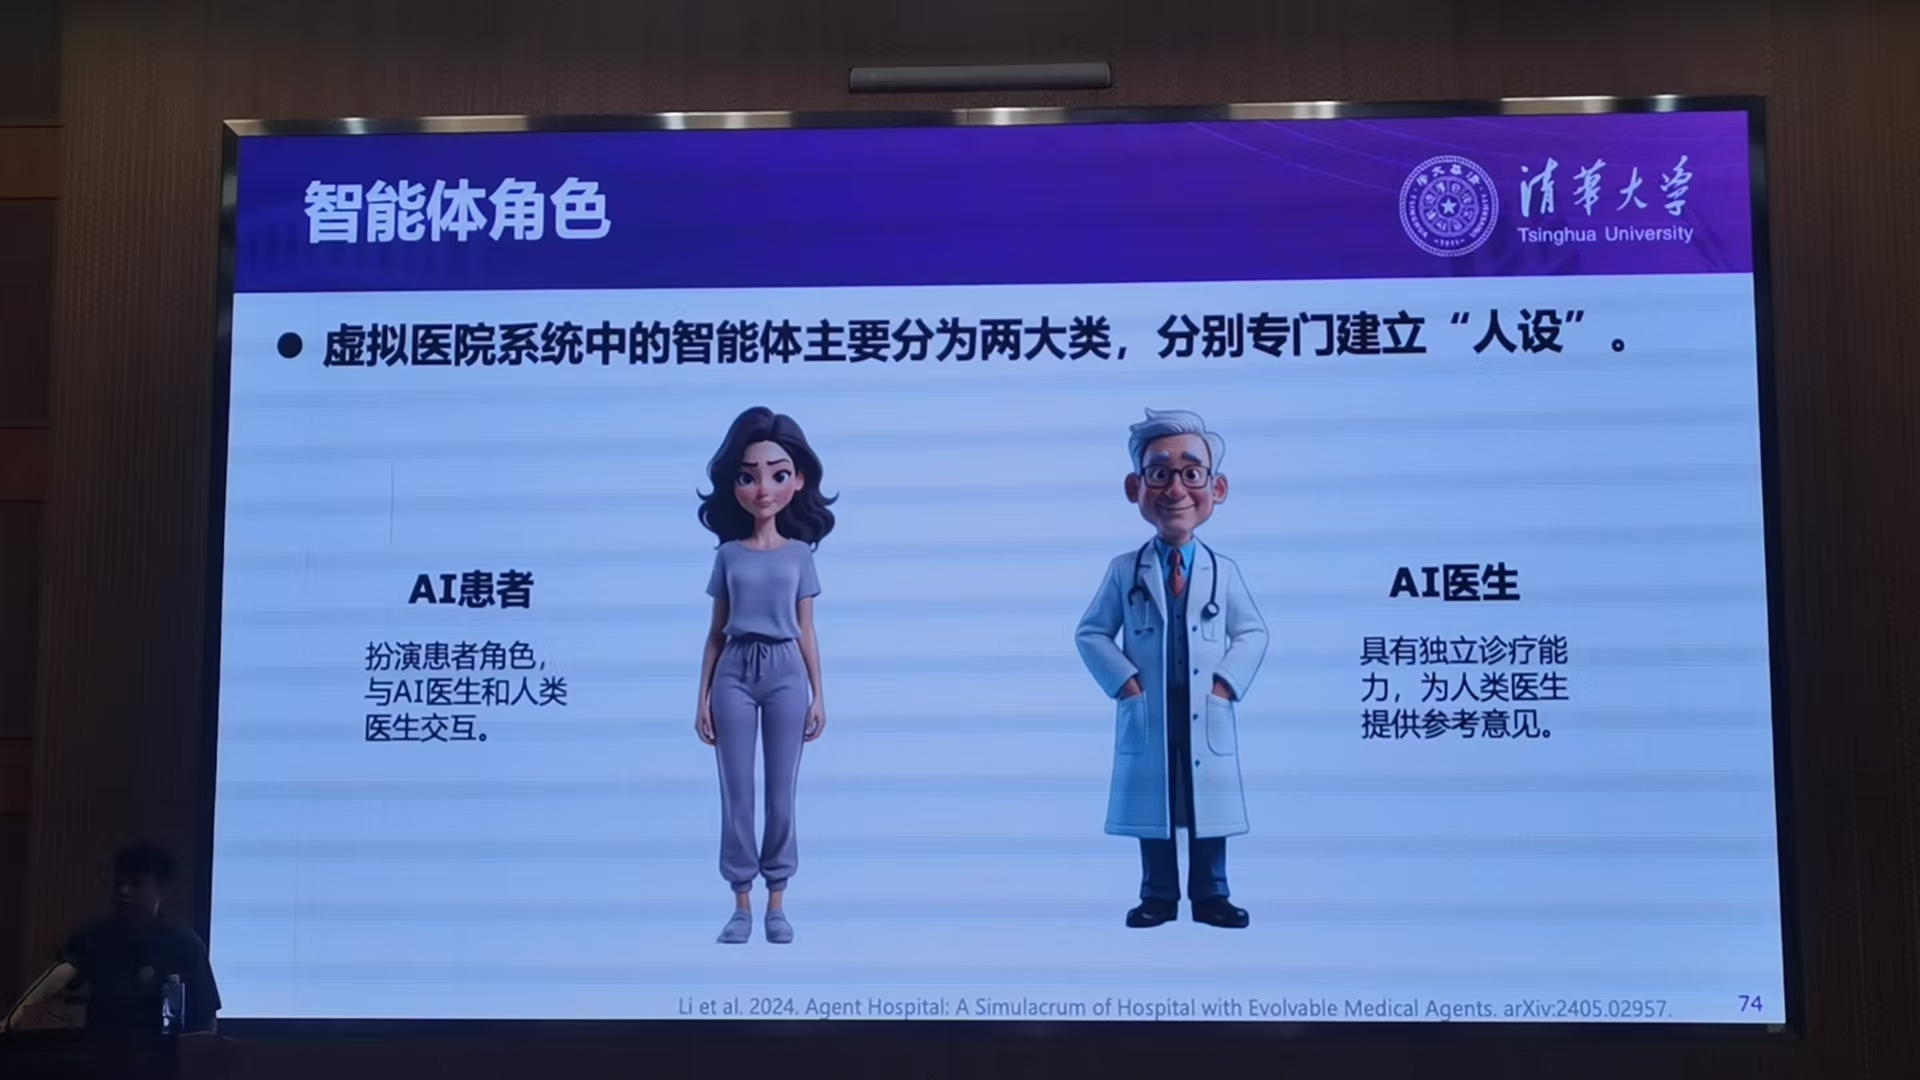 智能体角色
清華大学
Tsinghua University
● 虚拟医院系统中的智能体主要分为两大类，分别专门建立“人设”。
AI患者
扮演患者角色，
与AI医生和人类
医生交互。
AI医生
具有独立诊疗能
力，为人类医生
提供参考意见。
Li et al. 2024. Agent Hospital: A Simulacrum of Hospital with Evolvable Medical Agents. arXiv:2405.02957.
74